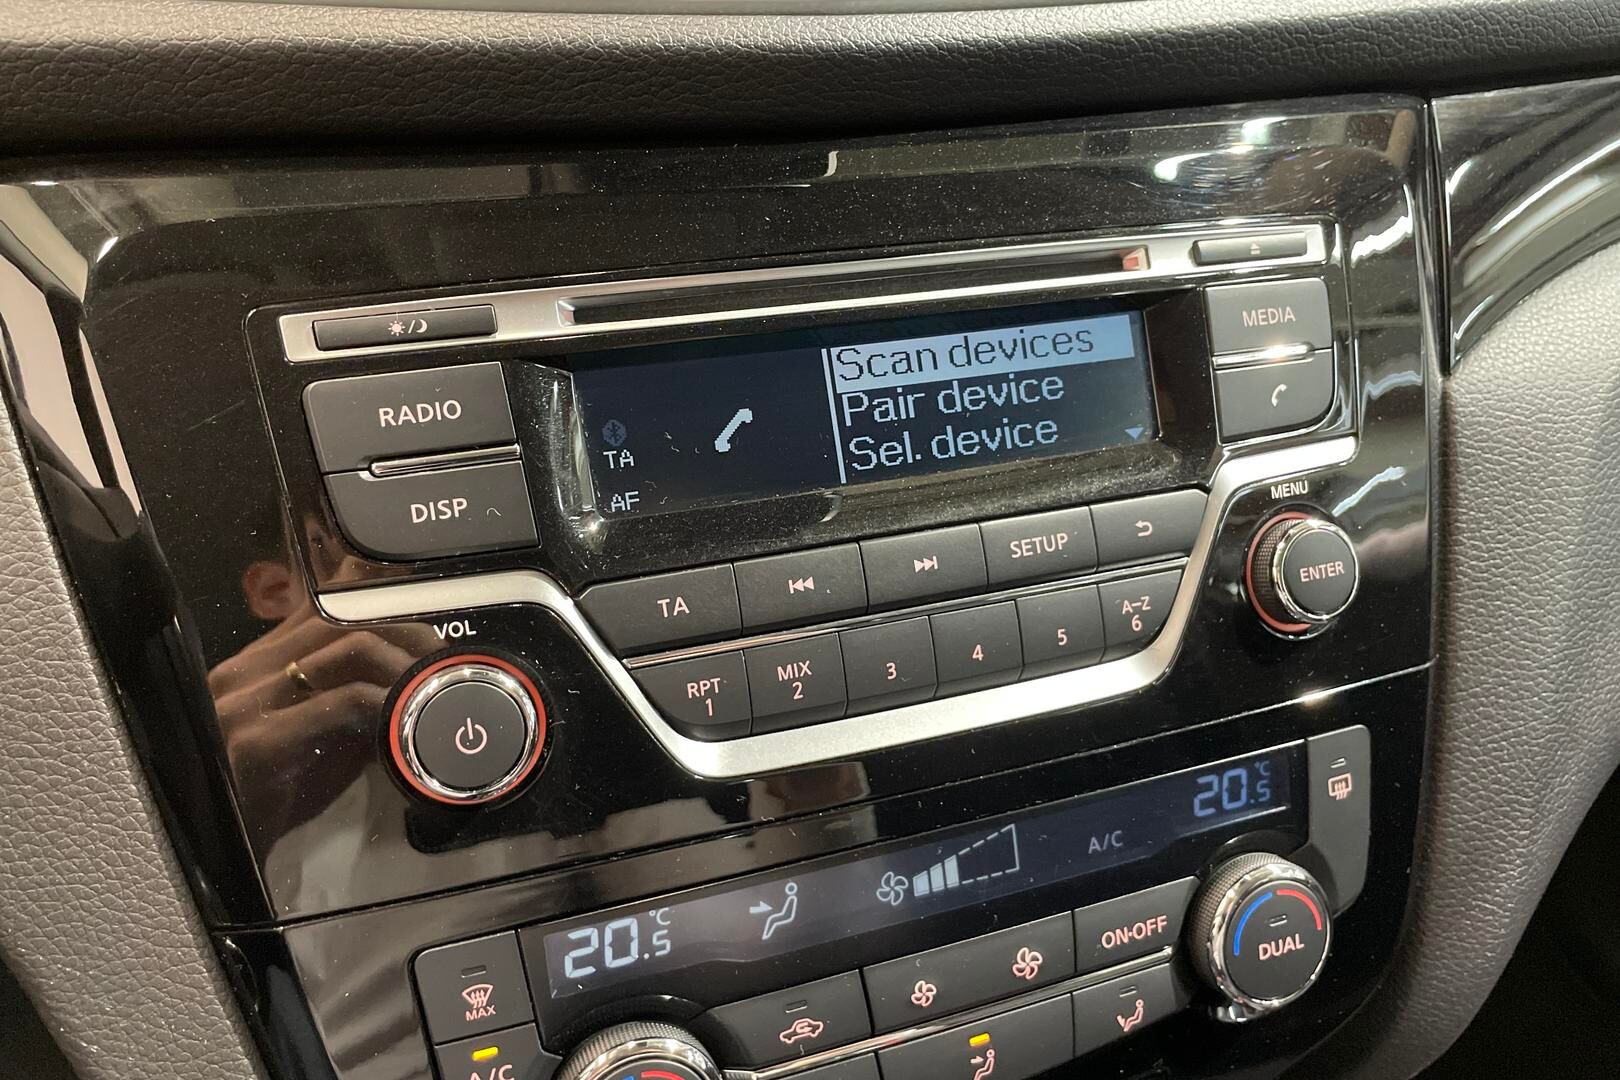 MEDIA
Scan devices
Pair device
Sel. device
RADIO
TA
AF
DISP
MENU
ENTER
SETUP
TA
VOL
RPT
1
MIX
2
3
4
5
A-Z
6
20.5°C
A/C
20.5°C
ON·OFF
DUAL
MAX
A/C